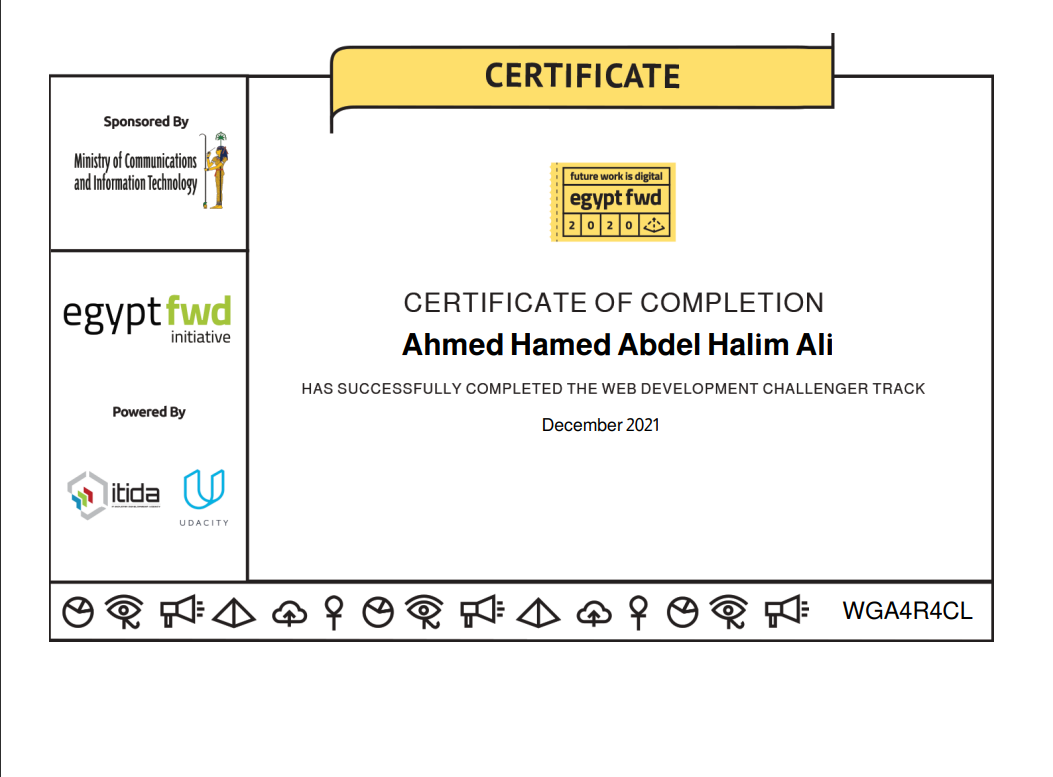 CERTIFICATE
Sponsored By
Ministry of Communications
and Information Technology
future work is digital
egypt fwd
2 0 2 0
egypt fwd
initiative
CERTIFICATE OF COMPLETION
Ahmed Hamed Abdel Halim Ali
HAS SUCCESSFULLY COMPLETED THE WEB DEVELOPMENT CHALLENGER TRACK
December 2021
Powered By
itida
UDACITY
WGA4R4CL